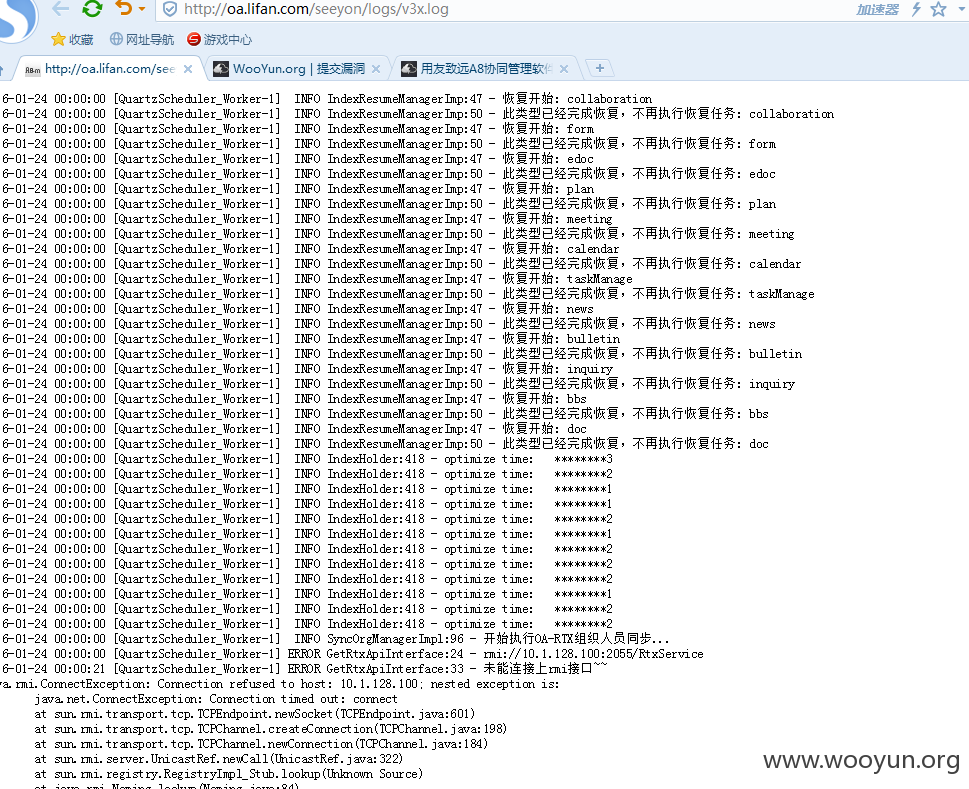 http://oa.lifan.com/seeyon/logs/v3x.log 加速器
收藏 网址导航 游戏中心
http://oa.lifan.com/see WooYun.org | 提交漏洞 用友致远A8协同管理软件
6-01-24 00:00:00 [QuartzScheduler_Worker-1] INFO IndexResumeManagerImp:47 - 恢复开始: collaboration
6-01-24 00:00:00 [QuartzScheduler_Worker-1] INFO IndexResumeManagerImp:50 - 此类型已经完成恢复，不再执行恢复任务: collaboration
6-01-24 00:00:00 [QuartzScheduler_Worker-1] INFO IndexResumeManagerImp:47 - 恢复开始: form
6-01-24 00:00:00 [QuartzScheduler_Worker-1] INFO IndexResumeManagerImp:50 - 此类型已经完成恢复，不再执行恢复任务: form
6-01-24 00:00:00 [QuartzScheduler_Worker-1] INFO IndexResumeManagerImp:47 - 恢复开始: edoc
6-01-24 00:00:00 [QuartzScheduler_Worker-1] INFO IndexResumeManagerImp:50 - 此类型已经完成恢复，不再执行恢复任务: edoc
6-01-24 00:00:00 [QuartzScheduler_Worker-1] INFO IndexResumeManagerImp:47 - 恢复开始: plan
6-01-24 00:00:00 [QuartzScheduler_Worker-1] INFO IndexResumeManagerImp:50 - 此类型已经完成恢复，不再执行恢复任务: plan
6-01-24 00:00:00 [QuartzScheduler_Worker-1] INFO IndexResumeManagerImp:47 - 恢复开始: meeting
6-01-24 00:00:00 [QuartzScheduler_Worker-1] INFO IndexResumeManagerImp:50 - 此类型已经完成恢复，不再执行恢复任务: meeting
6-01-24 00:00:00 [QuartzScheduler_Worker-1] INFO IndexResumeManagerImp:47 - 恢复开始: calendar
6-01-24 00:00:00 [QuartzScheduler_Worker-1] INFO IndexResumeManagerImp:50 - 此类型已经完成恢复，不再执行恢复任务: calendar
6-01-24 00:00:00 [QuartzScheduler_Worker-1] INFO IndexResumeManagerImp:47 - 恢复开始: taskManage
6-01-24 00:00:00 [QuartzScheduler_Worker-1] INFO IndexResumeManagerImp:50 - 此类型已经完成恢复，不再执行恢复任务: taskManage
6-01-24 00:00:00 [QuartzScheduler_Worker-1] INFO IndexResumeManagerImp:47 - 恢复开始: news
6-01-24 00:00:00 [QuartzScheduler_Worker-1] INFO IndexResumeManagerImp:50 - 此类型已经完成恢复，不再执行恢复任务: news
6-01-24 00:00:00 [QuartzScheduler_Worker-1] INFO IndexResumeManagerImp:47 - 恢复开始: bulletin
6-01-24 00:00:00 [QuartzScheduler_Worker-1] INFO IndexResumeManagerImp:50 - 此类型已经完成恢复，不再执行恢复任务: bulletin
6-01-24 00:00:00 [QuartzScheduler_Worker-1] INFO IndexResumeManagerImp:47 - 恢复开始: inquiry
6-01-24 00:00:00 [QuartzScheduler_Worker-1] INFO IndexResumeManagerImp:50 - 此类型已经完成恢复，不再执行恢复任务: inquiry
6-01-24 00:00:00 [QuartzScheduler_Worker-1] INFO IndexResumeManagerImp:47 - 恢复开始: bbs
6-01-24 00:00:00 [QuartzScheduler_Worker-1] INFO IndexResumeManagerImp:50 - 此类型已经完成恢复，不再执行恢复任务: bbs
6-01-24 00:00:00 [QuartzScheduler_Worker-1] INFO IndexResumeManagerImp:47 - 恢复开始: doc
6-01-24 00:00:00 [QuartzScheduler_Worker-1] INFO IndexResumeManagerImp:50 - 此类型已经完成恢复，不再执行恢复任务: doc
6-01-24 00:00:00 [QuartzScheduler_Worker-1] INFO IndexHolder:418 - optimize time: ********3
6-01-24 00:00:00 [QuartzScheduler_Worker-1] INFO IndexHolder:418 - optimize time: ********2
6-01-24 00:00:00 [QuartzScheduler_Worker-1] INFO IndexHolder:418 - optimize time: ********1
6-01-24 00:00:00 [QuartzScheduler_Worker-1] INFO IndexHolder:418 - optimize time: ********1
6-01-24 00:00:00 [QuartzScheduler_Worker-1] INFO IndexHolder:418 - optimize time: ********2
6-01-24 00:00:00 [QuartzScheduler_Worker-1] INFO IndexHolder:418 - optimize time: ********1
6-01-24 00:00:00 [QuartzScheduler_Worker-1] INFO IndexHolder:418 - optimize time: ********2
6-01-24 00:00:00 [QuartzScheduler_Worker-1] INFO IndexHolder:418 - optimize time: ********2
6-01-24 00:00:00 [QuartzScheduler_Worker-1] INFO IndexHolder:418 - optimize time: ********2
6-01-24 00:00:00 [QuartzScheduler_Worker-1] INFO IndexHolder:418 - optimize time: ********1
6-01-24 00:00:00 [QuartzScheduler_Worker-1] INFO IndexHolder:418 - optimize time: ********2
6-01-24 00:00:00 [QuartzScheduler_Worker-1] INFO IndexHolder:418 - optimize time: ********2
6-01-24 00:00:00 [QuartzScheduler_Worker-1] INFO SyncOrgManagerImpl:96 - 开始执行OA-RTX组织人员同步...
6-01-24 00:00:00 [QuartzScheduler_Worker-1] ERROR GetRtxApiInterface:24 - rmi://10.1.128.100:2055/RtxService
6-01-24 00:00:21 [QuartzScheduler_Worker-1] ERROR GetRtxApiInterface:33 - 未能连接上rmi接口~~
va.rmi.ConnectException: Connection refused to host: 10.1.128.100; nested exception is:
java.net.ConnectException: Connection timed out: connect
at sun.rmi.transport.tcp.TCPEndpoint.newSocket(TCPEndpoint.java:601)
at sun.rmi.transport.tcp.TCPChannel.createConnection(TCPChannel.java:198)
at sun.rmi.transport.tcp.TCPChannel.newConnection(TCPChannel.java:184)
at sun.rmi.server.UnicastRef.newCall(UnicastRef.java:322)
at sun.rmi.registry.RegistryImpl_Stub.lookup(Unknown Source)
at java.rmi.Naming.lookup(Naming.java:84)
www.wooyun.org